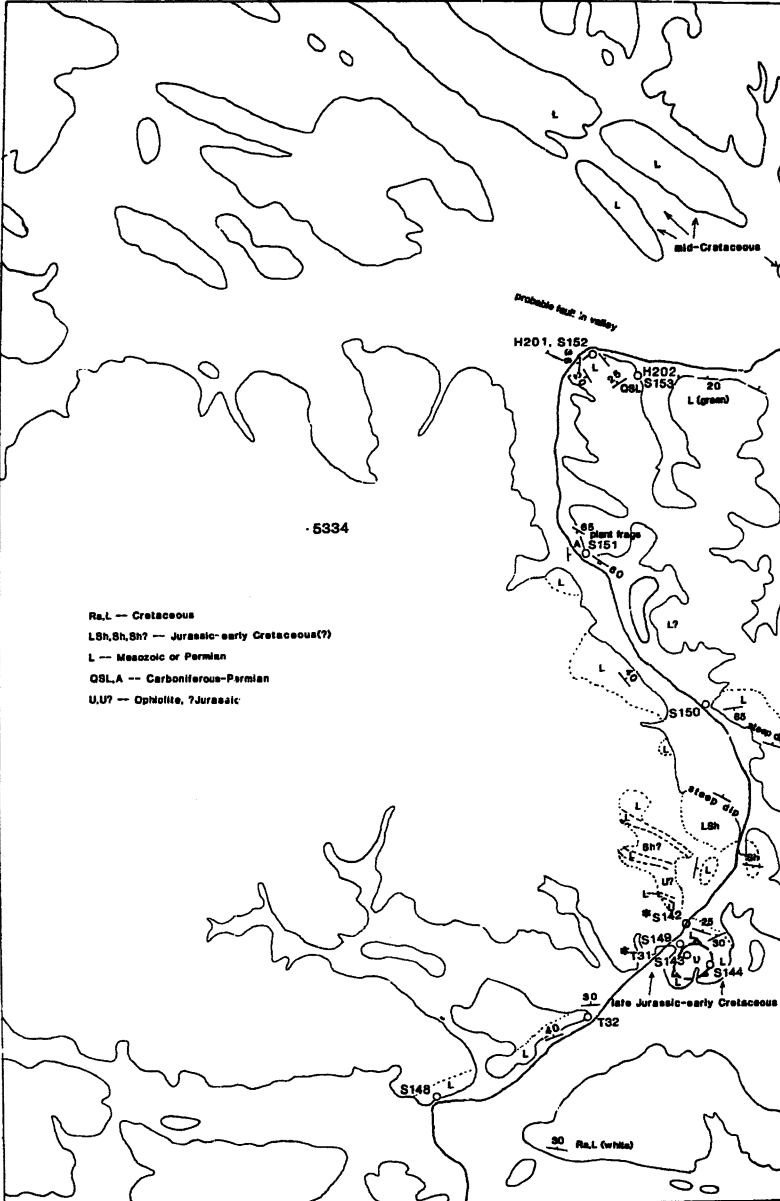 L
L
L
mid-Cretaceous
probable fault in valley
H201, S152
L
25
QSL
H202
S153
20
L (green)
65
plant frags
A
S151
60
L
L?
·5334
Ra,L -- Cretaceous
LSh,Sh,Sh? -- Jurassic-early Cretaceous(?)
L -- Mesozoic or Permian
QSL,A -- Carboniferous-Permian
U,U? -- Ophiolite, ?Jurassic
L
40
S150
L
65
steep d
L
steep dip
L
LSh
L
Sh?
L
L
Sh
U?
L
U
*S142
25
L
30
S149
*T31
S143
U
L
S144
L
late Jurassic-early Cretaceous
30
T32
40
L
S148
L
30
Ra,L (white)